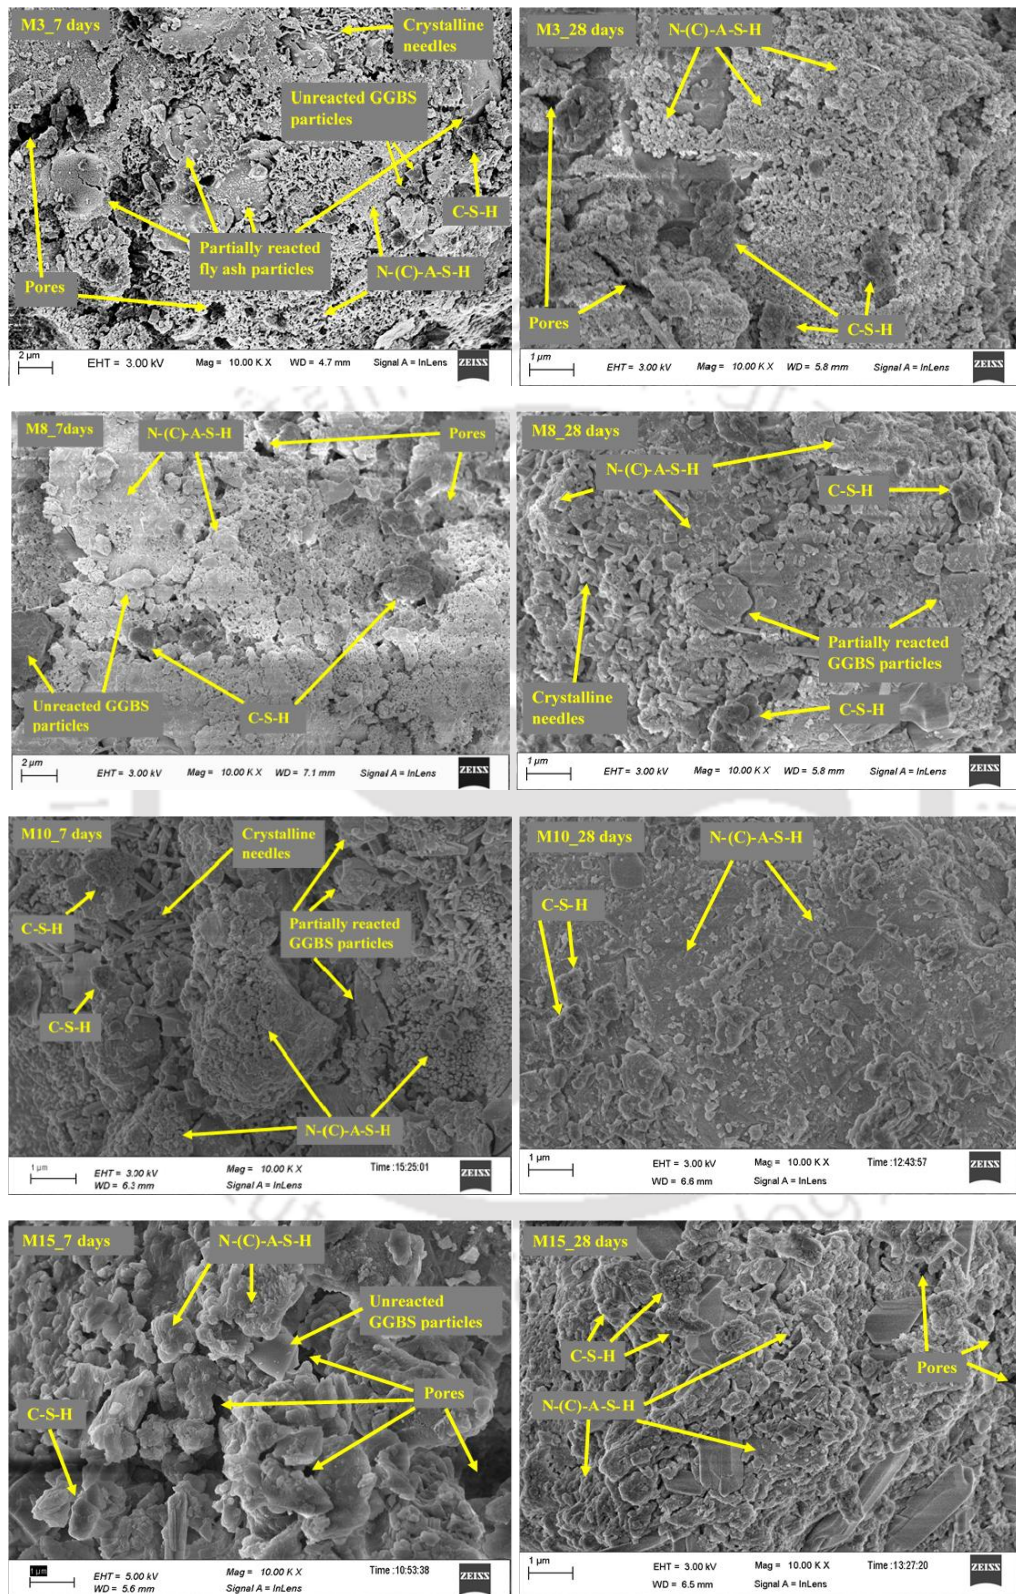 M3_7 days
Crystalline
needles
Unreacted GGBS
particles
C-S-H
Partially reacted
fly ash particles
N-(C)-A-S-H
Pores
2 µm
EHT = 3.00 kV
Mag = 10.00 K X
WD = 4.7 mm
Signal A = InLens
ZEISS
M3_28 days
N-(C)-A-S-H
Pores
C-S-H
1 µm
EHT = 3.00 kV
Mag = 10.00 K X
WD = 5.8 mm
Signal A = InLens
ZEISS
M8_7days
N-(C)-A-S-H
Pores
Unreacted GGBS
particles
C-S-H
2 µm
EHT = 3.00 kV
Mag = 10.00 K X
WD = 7.1 mm
Signal A = InLens
ZEISS
M8_28 days
N-(C)-A-S-H
C-S-H
Partially reacted
GGBS particles
Crystalline
needles
C-S-H
1 µm
EHT = 3.00 kV
Mag = 10.00 K X
WD = 5.8 mm
Signal A = InLens
ZEISS
M10_7 days
Crystalline
needles
C-S-H
Partially reacted
GGBS particles
C-S-H
N-(C)-A-S-H
1 µm
EHT = 3.00 kV
WD = 6.3 mm
Mag = 10.00 K X
Signal A = InLens
Time :15:25:01
ZEISS
M10_28 days
N-(C)-A-S-H
C-S-H
1 µm
EHT = 3.00 kV
WD = 6.6 mm
Mag = 10.00 K X
Signal A = InLens
Time :12:43:57
ZEISS
M15_7 days
N-(C)-A-S-H
Unreacted
GGBS particles
Pores
C-S-H
1 µm
EHT = 5.00 kV
WD = 5.6 mm
Mag = 10.00 K X
Signal A = InLens
Time :10:53:38
ZEISS
M15_28 days
C-S-H
Pores
N-(C)-A-S-H
1 µm
EHT = 3.00 kV
WD = 6.5 mm
Mag = 10.00 K X
Signal A = InLens
Time :13:27:20
ZEISS